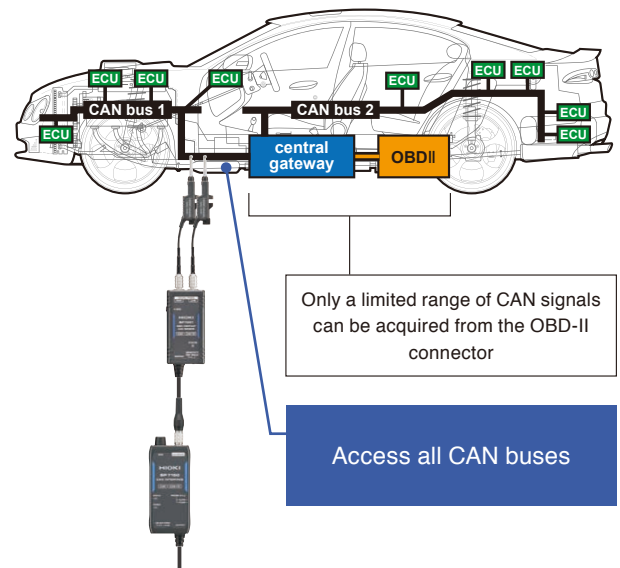 ECU
ECU
ECU
ECU
ECU
ECU
CAN bus 1
CAN bus 2
ECU
ECU
ECU
central
gateway
OBDII
HIOKI
Only a limited range of CAN signals
can be acquired from the OBD-II
connector
Access all CAN buses
HIOKI